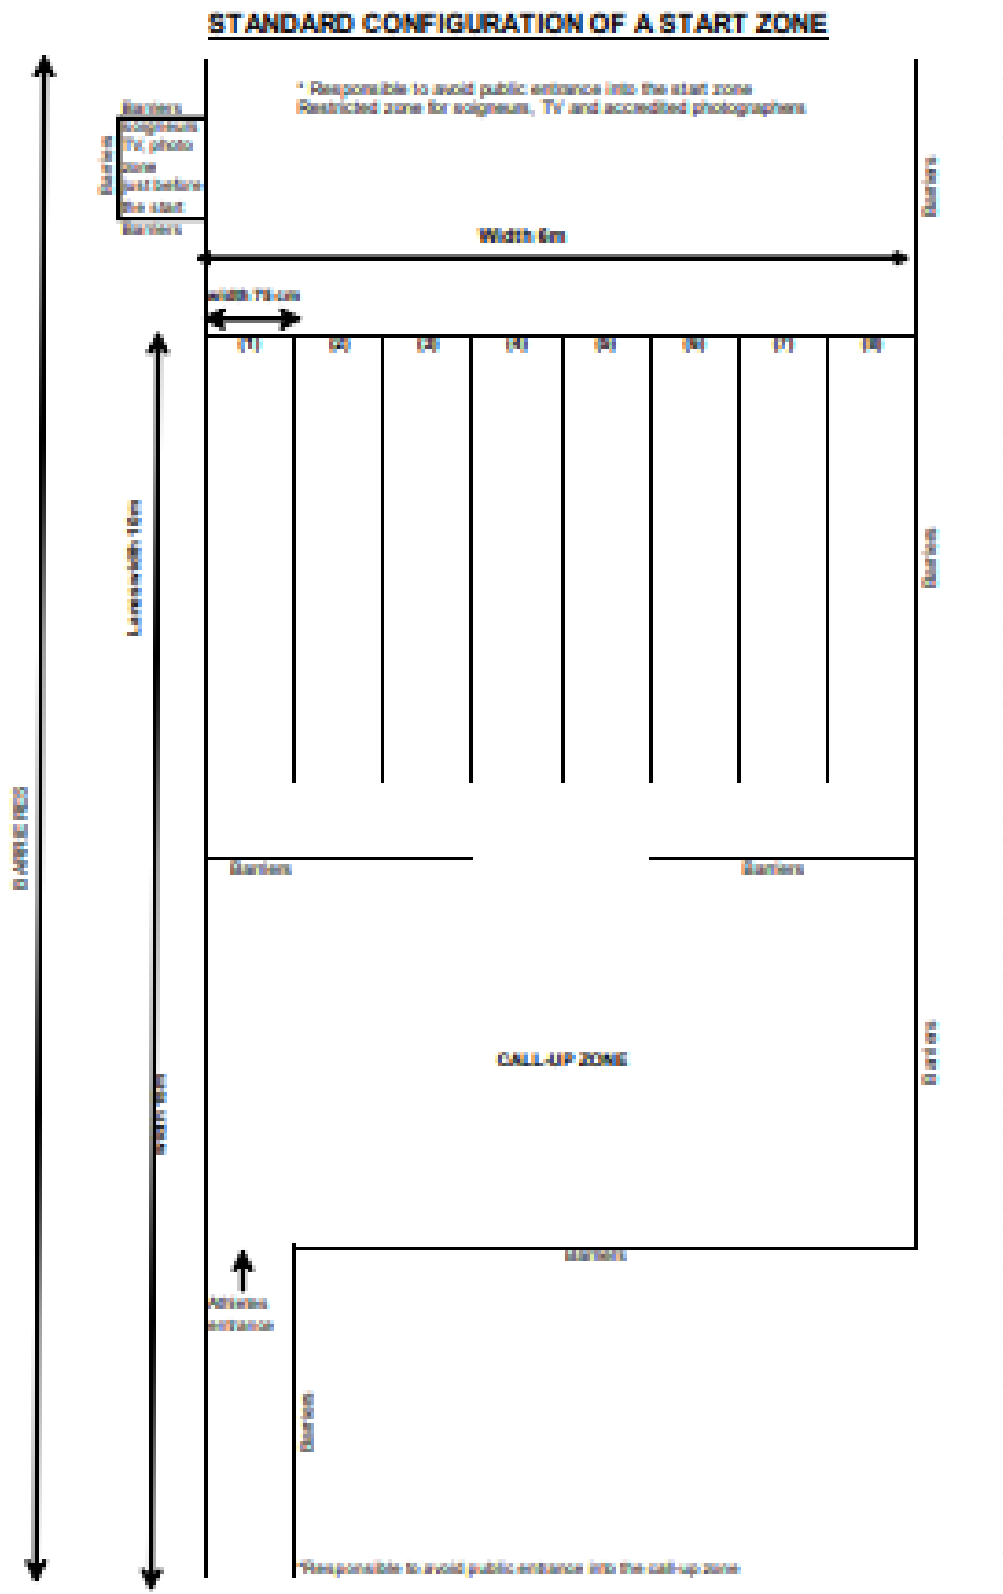 STANDARD CONFIGURATION OF A START ZONE
* Responsible to avoid public entrance into the start zone
Restricted zone for soigneurs, TV and accredited photographers
Barriers
Barriers
soigneurs
TV, photo
zone
just before
the start
Barriers
Barriers
Width 6m
width 75 cm
(1) (2) (3) (4) (5) (6) (7) (8)
10m
Barriers
BARRIERS
Barriers
Barriers
CALL-UP ZONE
Barriers
Barriers
Athletes
entrance
Barriers
*Responsible to avoid public entrance into the call-up zone